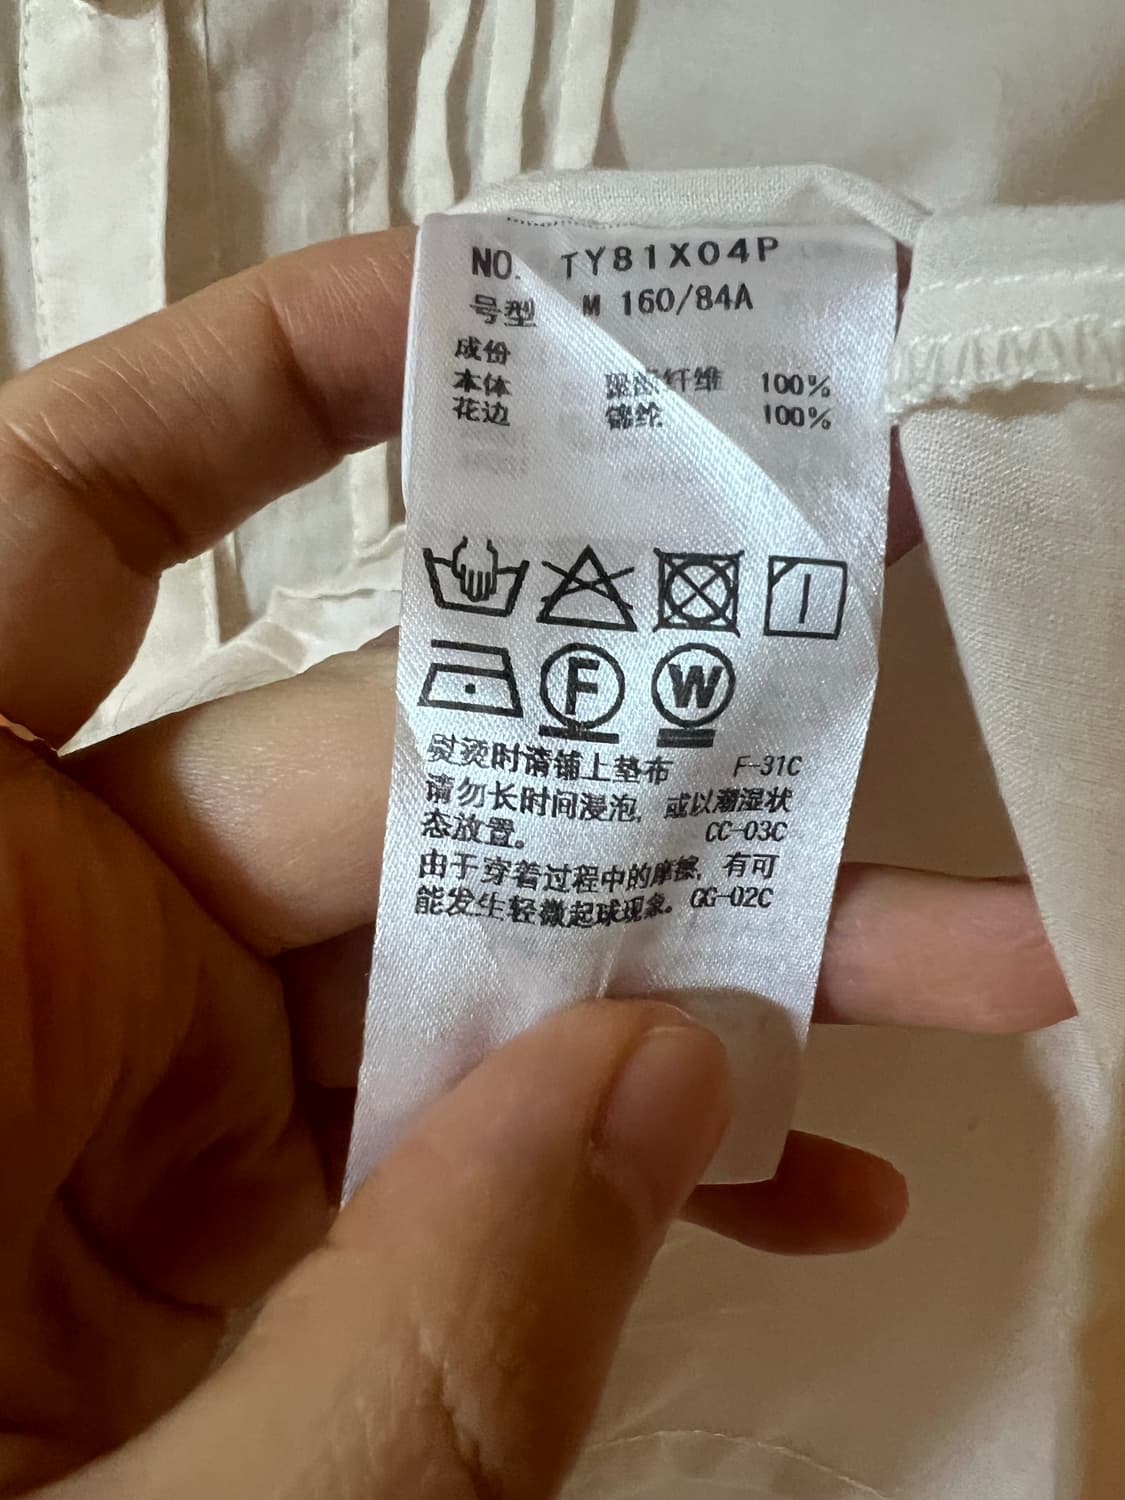 NO. TY81X04P
号型 M 160/84A
成份
本体 聚酯纤维 100%
花边 锦纶 100%
F W
熨烫时请铺上垫布 F-31C
请勿长时间浸泡, 或以潮湿状
态放置。 CC-03C
由于穿着过程中的摩擦, 有可
能发生轻微起球现象。 GG-02C